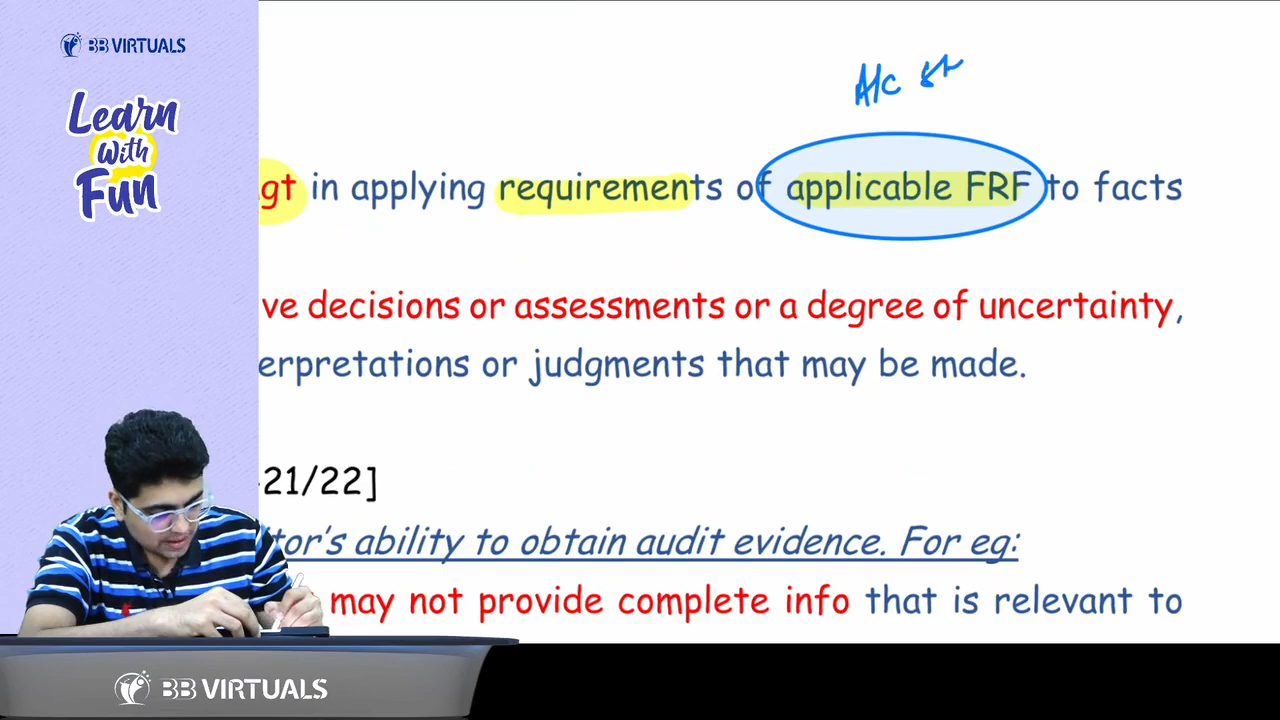 BB VIRTUALS
Learn
With
Fun
A/c st
gt in applying requirements of applicable FRF to facts
ve decisions or assessments or a degree of uncertainty,
erpretations or judgments that may be made.
-21/22]
tor's ability to obtain audit evidence. For eg:
may not provide complete info that is relevant to
BB VIRTUALS